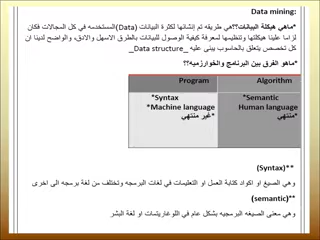 Data mining:
*ماهي هيكلة البيانات؟؟هي طريقه تم إنشائها لكثرة البيانات (Data)المستخدمه في كل المجالات فكان
لزاما علينا هيكلتها وتنظيمها لمعرفة كيفية الوصول للبيانات بالطرق الاسهل والادق، والواضح لدينا ان
كل تخصص يتعلق بالحاسوب يبنى عليه _Data structure_
*ماهو الفرق بين البرنامج والخوارزميه؟؟
Program Algorithm
*Syntax *Semantic
*Machine language Human language
*غير منتهي *منتهي
(Syntax)**
وهي الصيغ او اكواد كتابة العمل او التعليمات في لغات البرمجه وتختلف من لغة برمجه الى اخرى
(semantic)**
وهي معنى الصيغه البرمجيه بشكل عام في اللوغاريتمات او لغة البشر